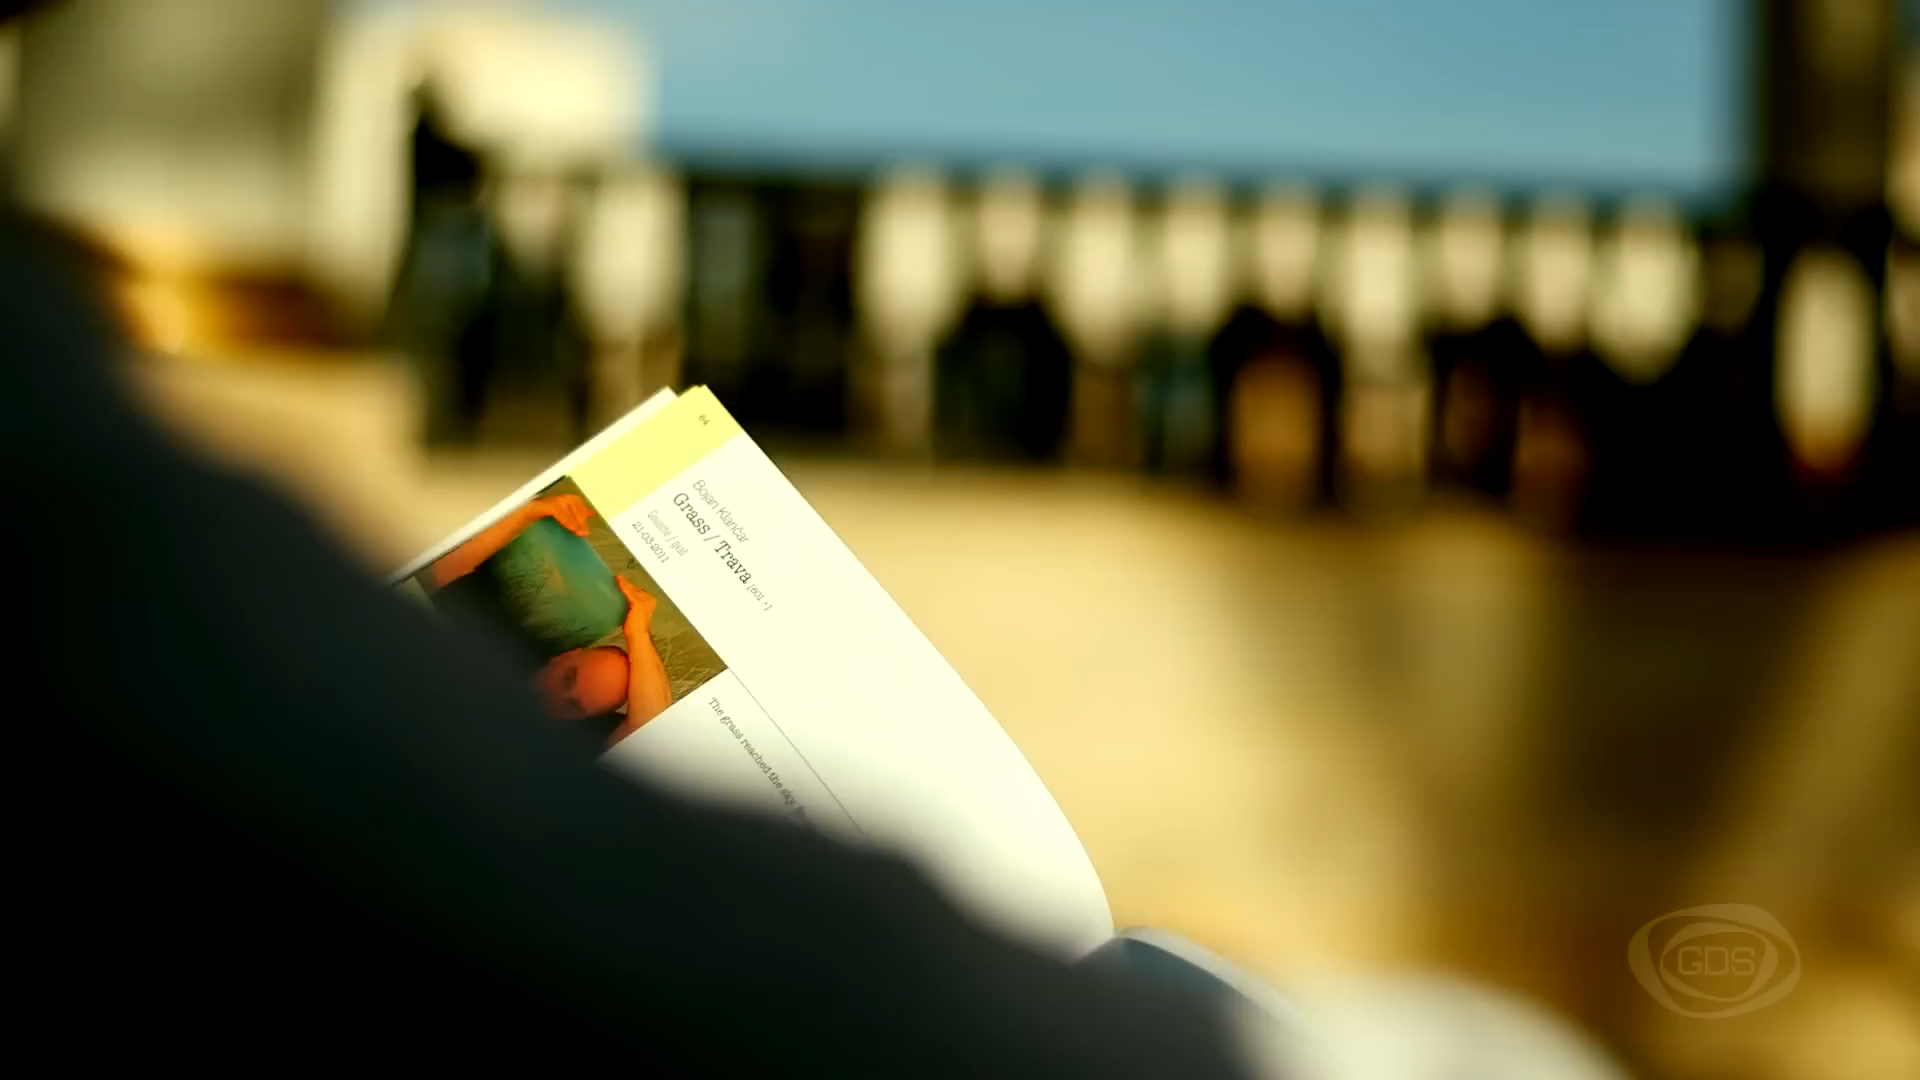 64
Bojan Klančar
Grass / Trava
21-03-2011
The grass reached the sky.
GDS